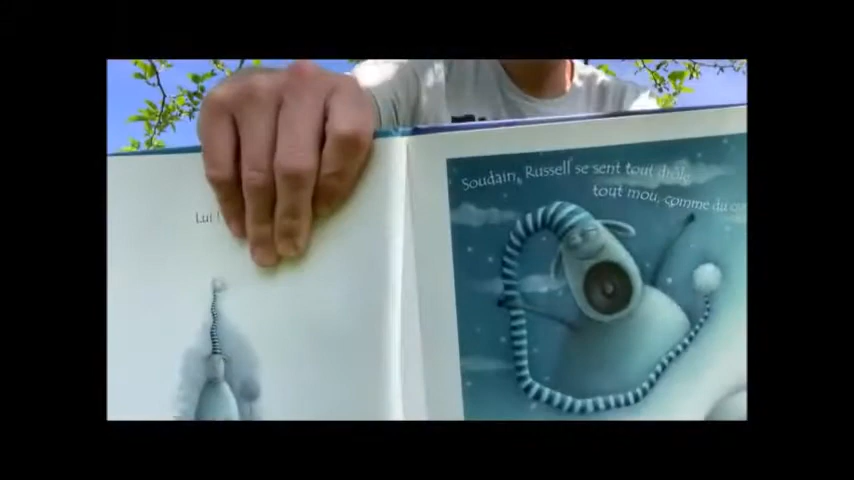 Lui !
Soudain, Russell se sent tout drôle,
tout mou, comme du